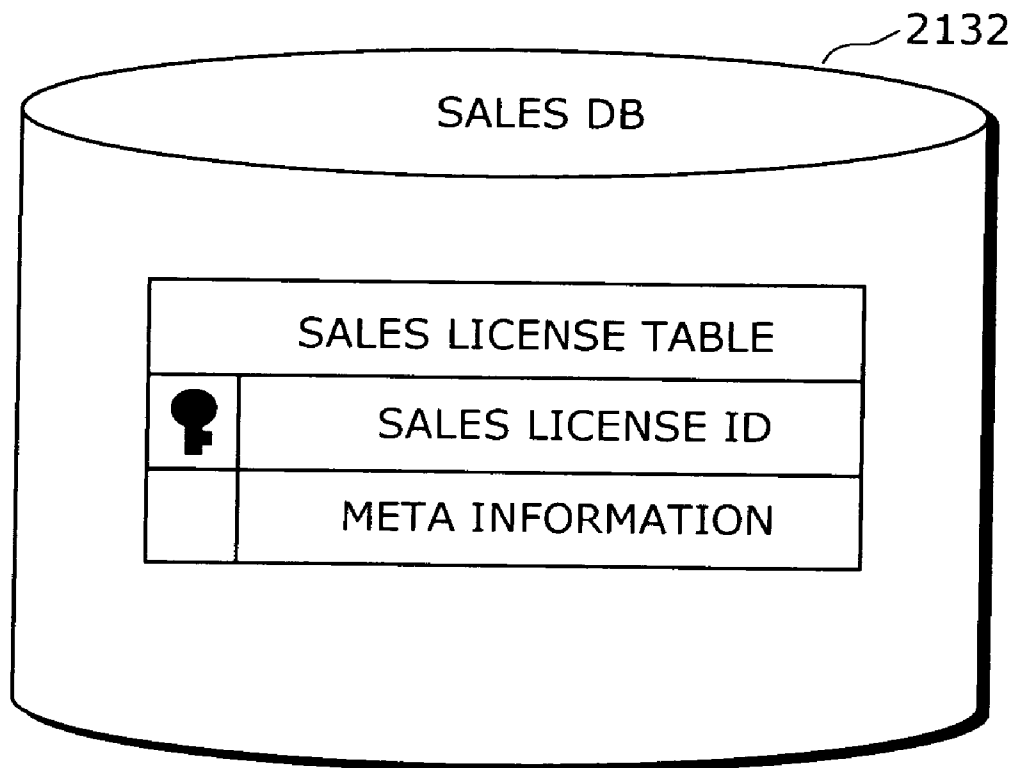 2132
SALES DB
SALES LICENSE TABLE
SALES LICENSE ID
META INFORMATION